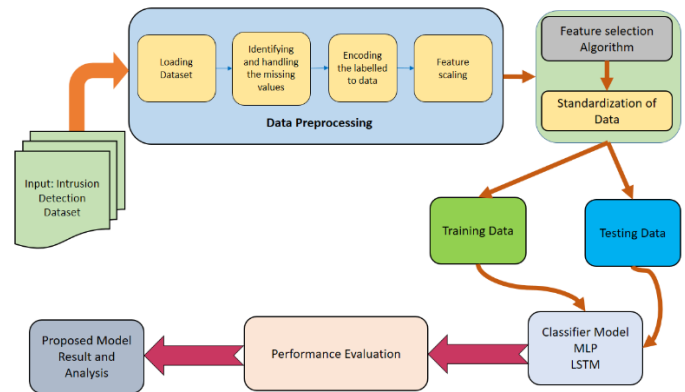 Input: Intrusion
Detection
Dataset
Loading
Dataset
Identifying
and handling
the missing
values
Encoding
the labelled
to data
Feature
scaling
Data Preprocessing
Feature selection
Algorithm
Standardization of
Data
Training Data
Testing Data
Classifier Model
MLP
LSTM
Performance Evaluation
Proposed Model
Result and
Analysis